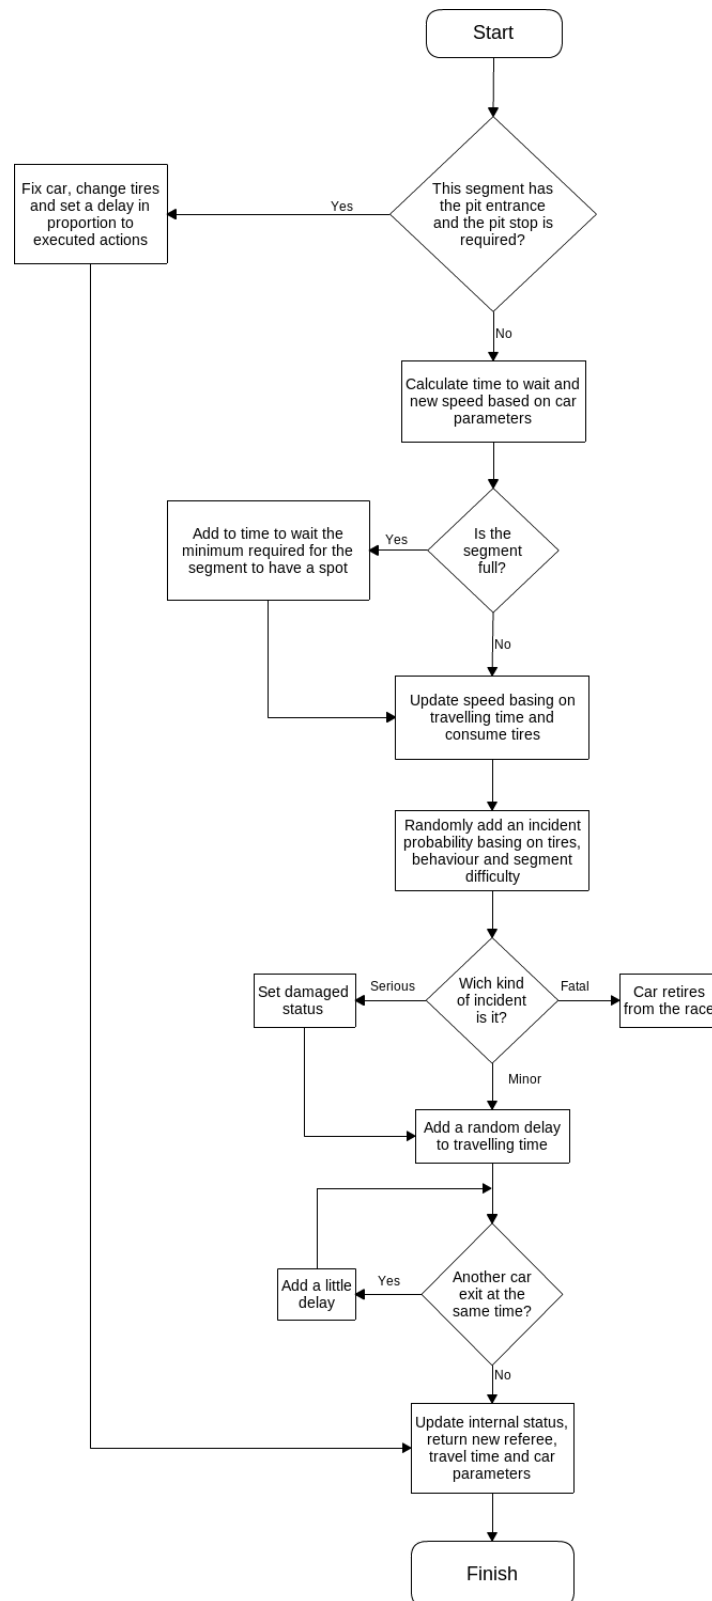 Start
This segment has
the pit entrance
and the pit stop is
required?
Yes
Fix car, change tires
and set a delay in
proportion to
executed actions
No
Calculate time to wait and
new speed based on car
parameters
Is the
segment
full?
Yes
Add to time to wait the
minimum required for the
segment to have a spot
No
Update speed basing on
travelling time and
consume tires
Randomly add an incident
probability basing on tires,
behaviour and segment
difficulty
Wich kind
of incident
is it?
Serious
Set damaged
status
Fatal
Car retires
from the race
Minor
Add a random delay
to travelling time
Another car
exit at the
same time?
Yes
Add a little
delay
No
Update internal status,
return new referee,
travel time and car
parameters
Finish